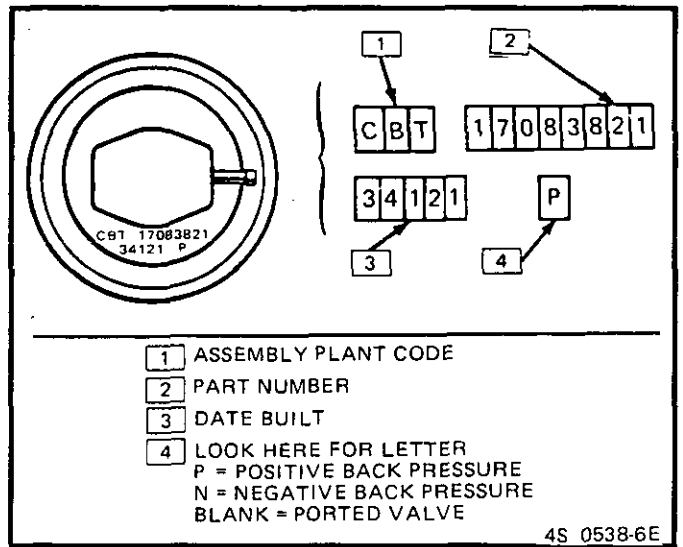 1
2
CBT
17083821
34121
P
3
4
CBT 17083821
34121 P
1 ASSEMBLY PLANT CODE
2 PART NUMBER
3 DATE BUILT
4 LOOK HERE FOR LETTER
P = POSITIVE BACK PRESSURE
N = NEGATIVE BACK PRESSURE
BLANK = PORTED VALVE
4S 0538-6E